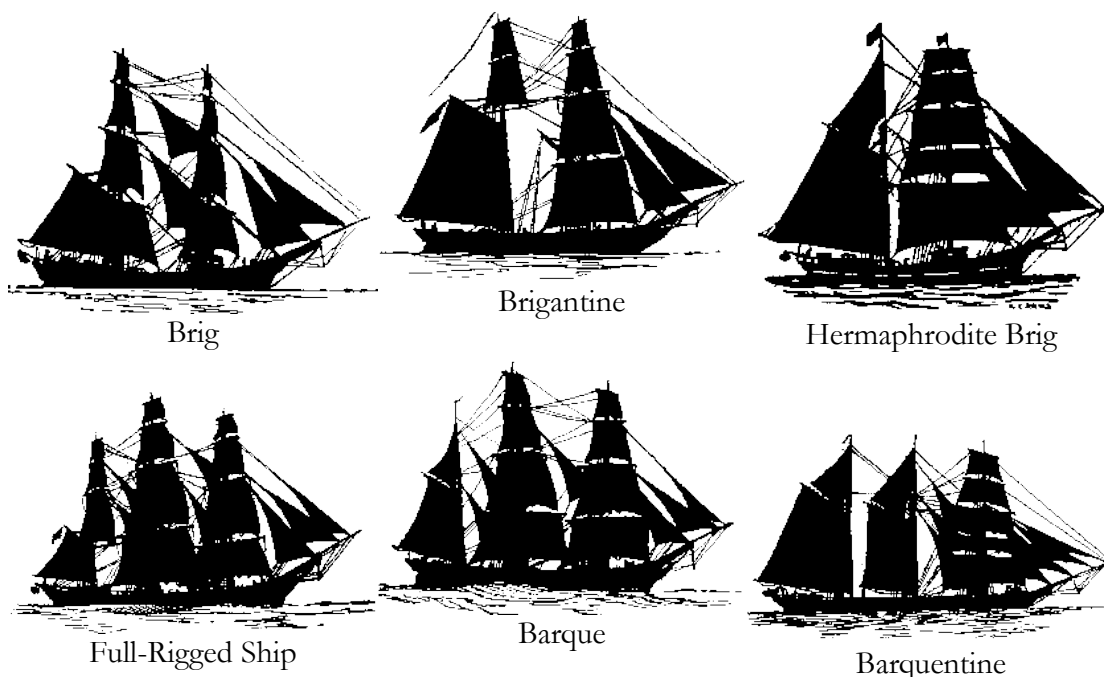 Brig
Brigantine
Hermaphrodite Brig
Full-Rigged Ship
Barque
Barquentine